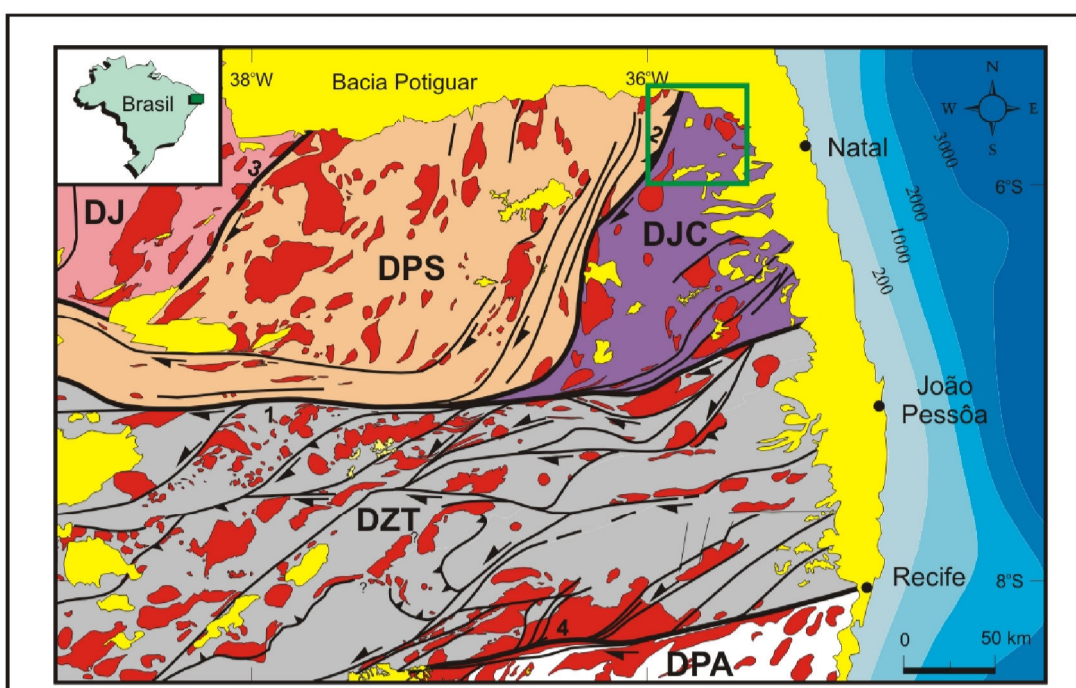 38°W
Bacia Potiguar
36°W
N
W E
S
Brasil
Natal
3000
2000
1000
200
6°S
3
2
DJ
DPS
DJC
João
Pessôa
1
DZT
?
Recife
8°S
4
DPA
0 50 km